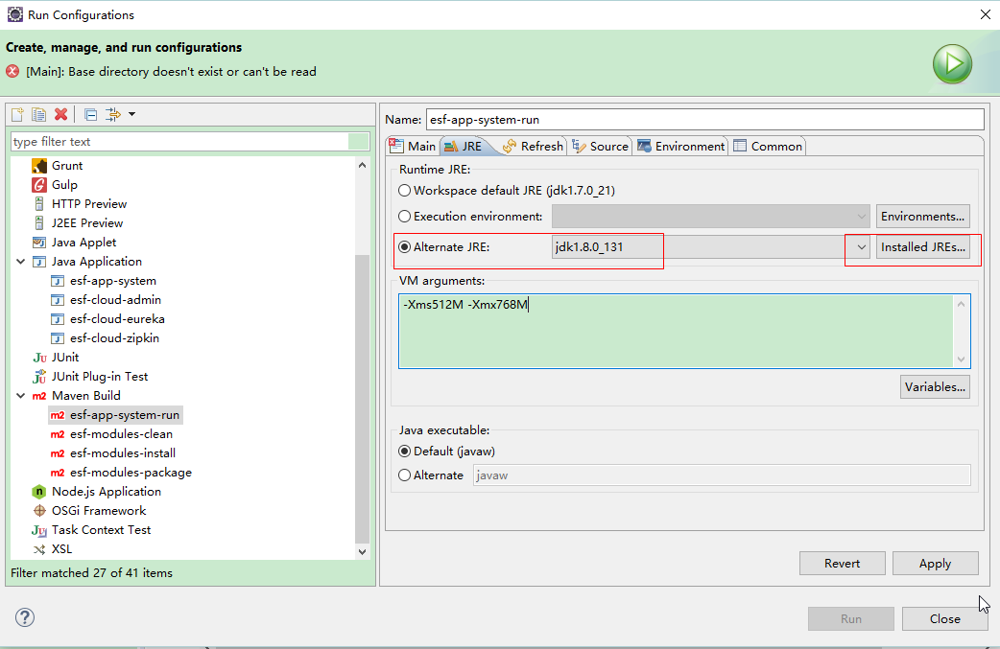 Run Configurations
Create, manage, and run configurations
[Main]: Base directory doesn't exist or can't be read
type filter text
Grunt
Gulp
HTTP Preview
J2EE Preview
Java Applet
Java Application
esf-app-system
esf-cloud-admin
esf-cloud-eureka
esf-cloud-zipkin
JUnit
JUnit Plug-in Test
Maven Build
esf-app-system-run
esf-modules-clean
esf-modules-install
esf-modules-package
Node.js Application
OSGi Framework
Task Context Test
XSL
Filter matched 27 of 41 items
Name: esf-app-system-run
Main JRE Refresh Source Environment Common
Runtime JRE:
Workspace default JRE (jdk1.7.0_21)
Execution environment: Environments...
Alternate JRE: jdk1.8.0_131 Installed JREs...
VM arguments:
-Xms512M -Xmx768M
Variables...
Java executable:
Default (javaw)
Alternate javaw
Revert Apply
Run Close